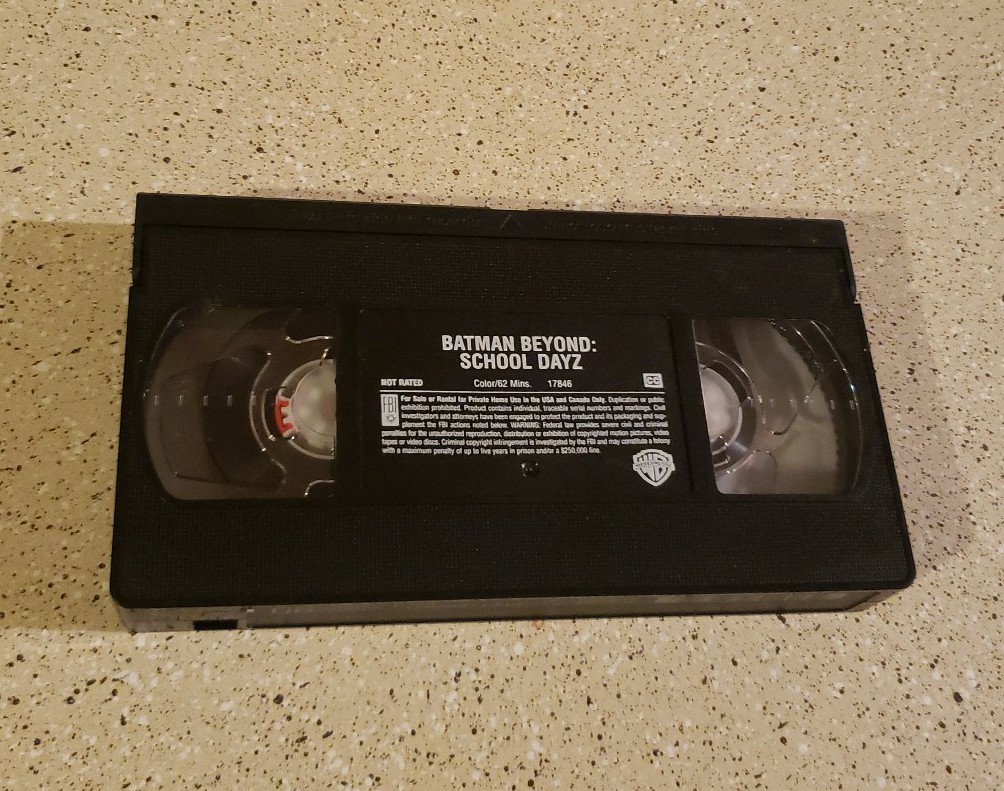 BATMAN BEYOND:
SCHOOL DAYZ
NOT RATED Color/62 Mins. 17846 CC
FBI For Sale or Rental for Private Home Use in the USA and Canada Only. Duplication or public
exhibition prohibited. Product contains individual, traceable serial numbers and markings. Civil
investigators and attorneys have been engaged to protect the product and its packaging and sup-
plement the FBI actions noted below. WARNING: Federal law provides severe civil and criminal
penalties for the unauthorized reproduction, distribution or exhibition of copyrighted motion pictures, video
tapes or video discs. Criminal copyright infringement is investigated by the FBI and may constitute a felony
with a maximum penalty of up to five years in prison and/or a $250,000 fine.
WB